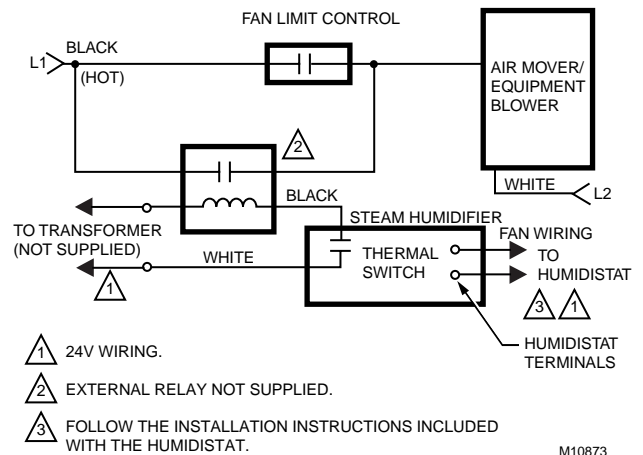 FAN LIMIT CONTROL
L1
BLACK
(HOT)
AIR MOVER/
EQUIPMENT
BLOWER
2
WHITE
L2
BLACK
TO TRANSFORMER
(NOT SUPPLIED)
STEAM HUMIDIFIER
WHITE
THERMAL
SWITCH
FAN WIRING
TO
HUMIDISTAT
1
3 1
HUMIDISTAT
TERMINALS
1 24V WIRING.
2 EXTERNAL RELAY NOT SUPPLIED.
3 FOLLOW THE INSTALLATION INSTRUCTIONS INCLUDED
WITH THE HUMIDISTAT.
M10873